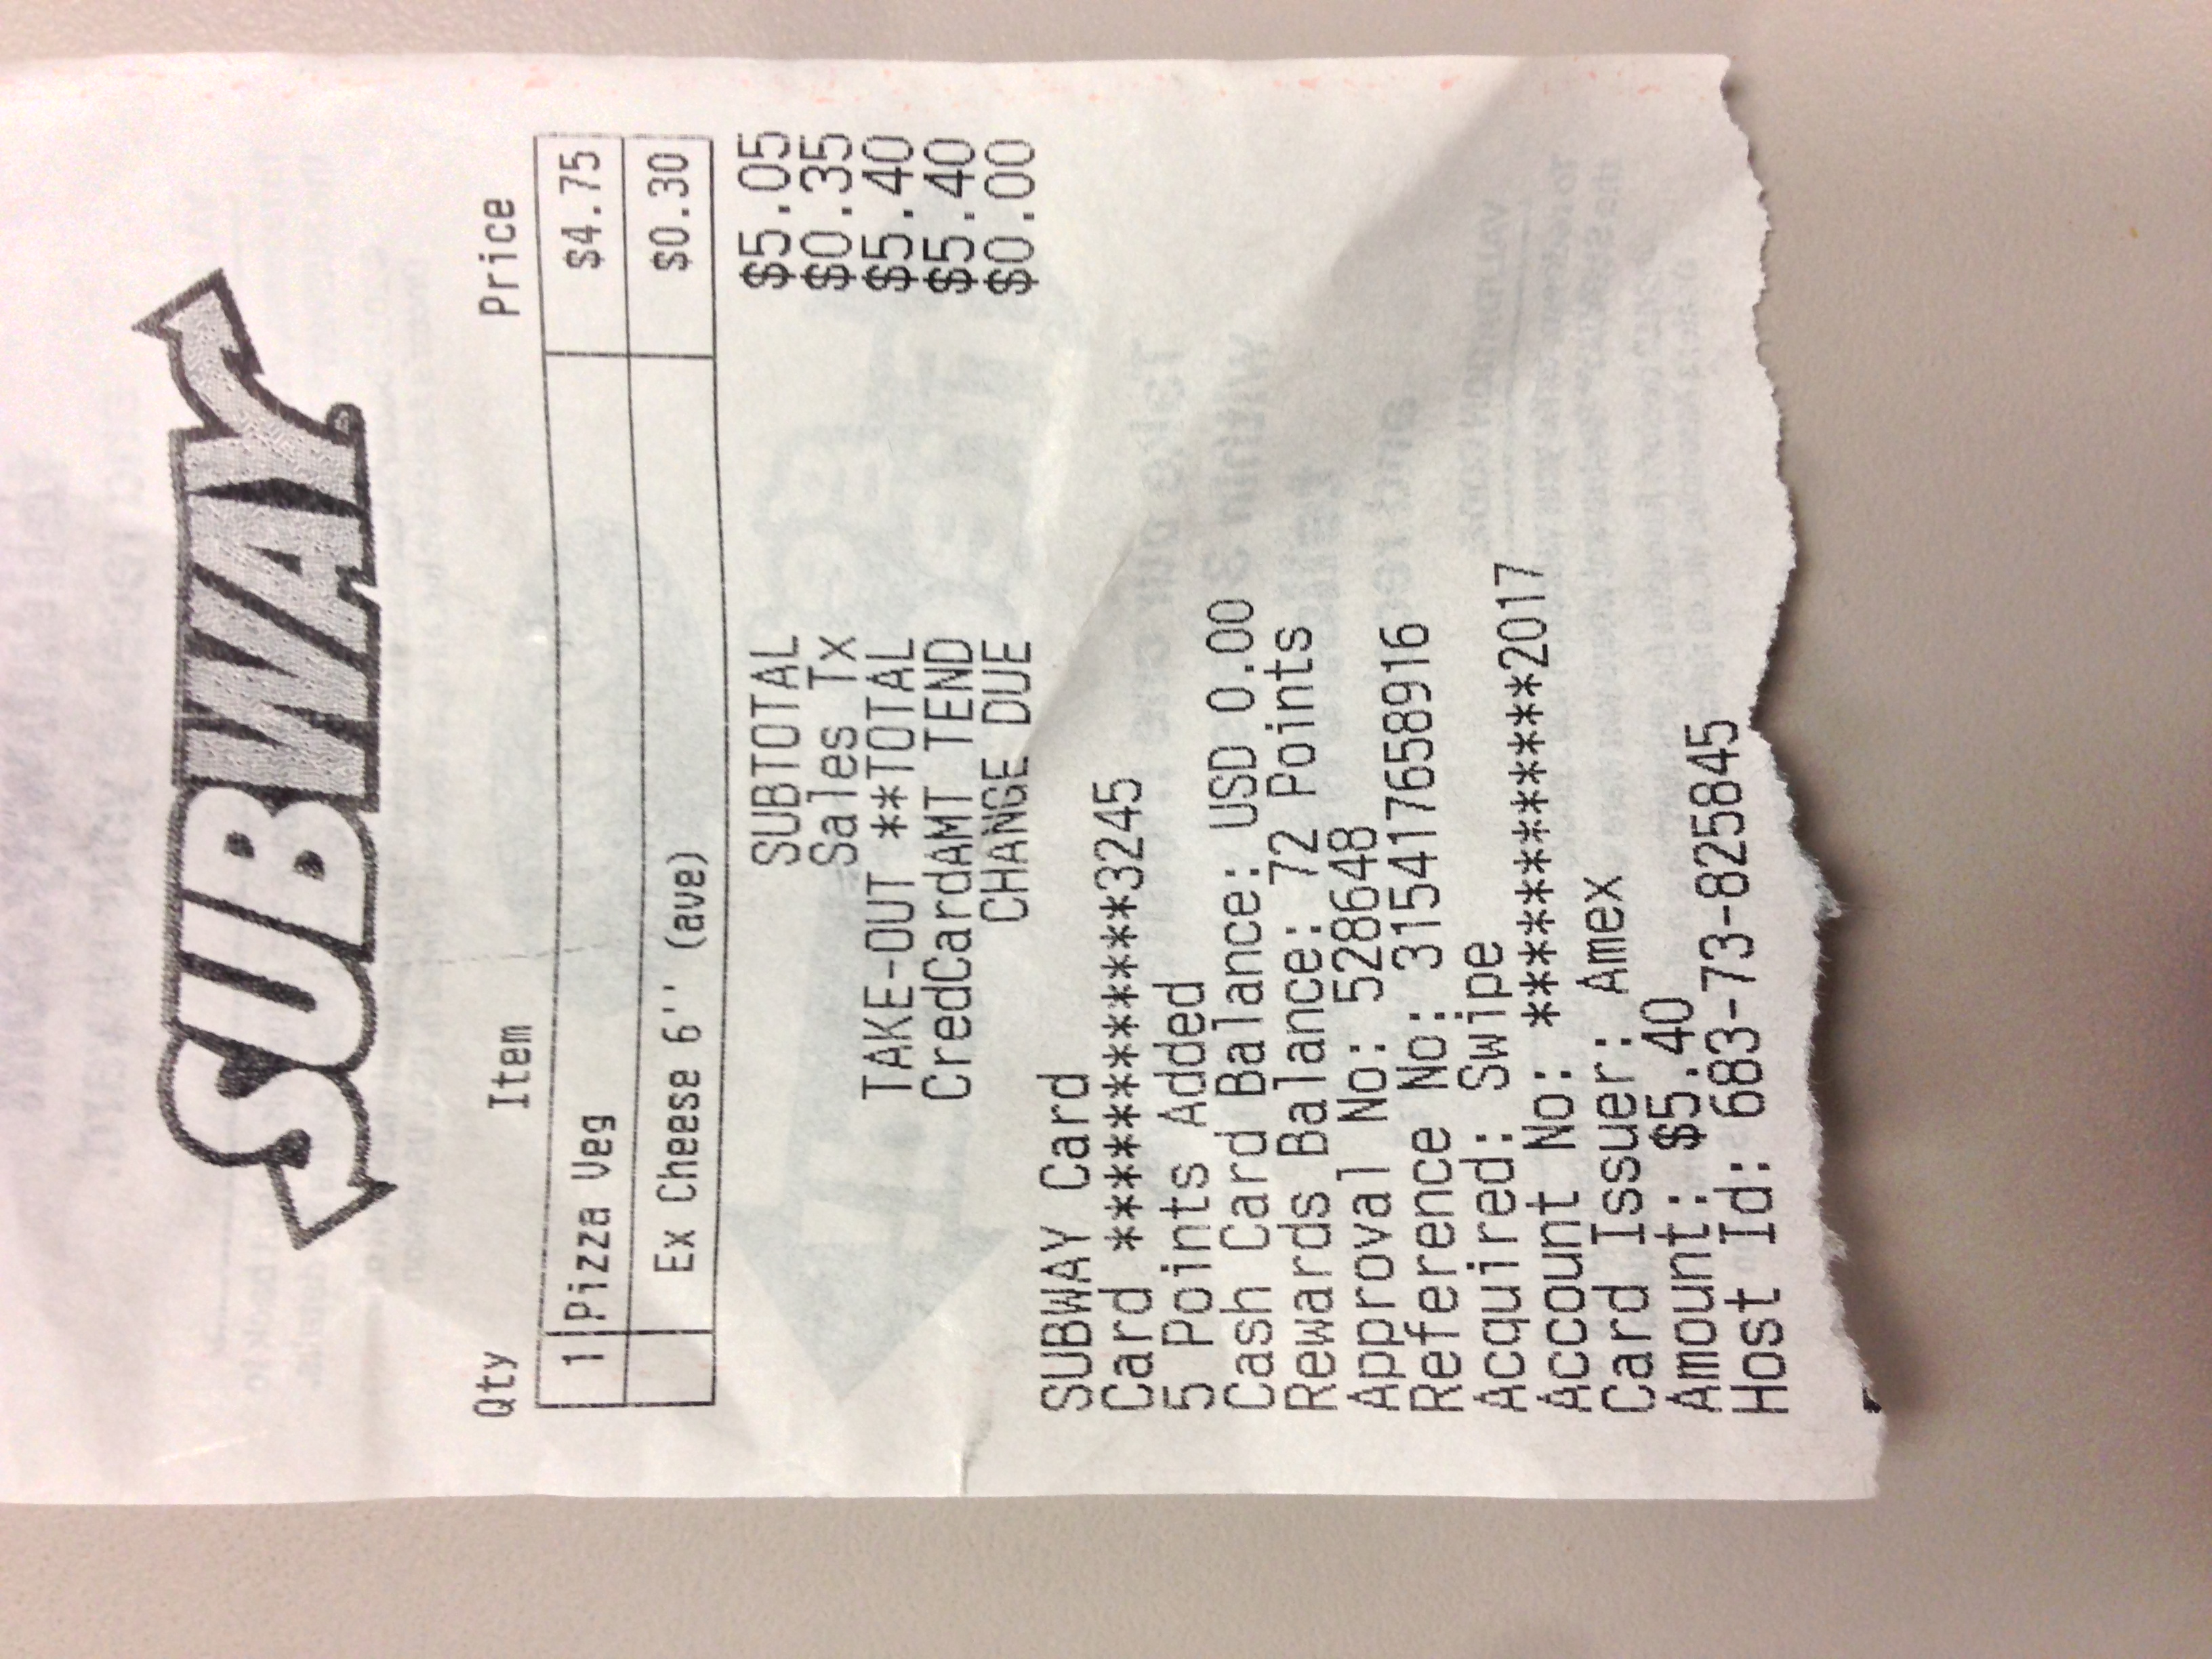 SUBWAY
Qty Item Price
1 Pizza Veg $4.75
Ex Cheese 6'' (ave) $0.30
SUBTOTAL $5.05
Sales Tx $0.35
TAKE-OUT **TOTAL $5.40
CredCardAMT TEND $5.40
CHANGE DUE $0.00
SUBWAY Card
Card ************3245
5 Points Added
Cash Card Balance: USD 0.00
Rewards Balance: 72 Points
Approval No: 528648
Reference No: 315417658916
Acquired: Swipe
Account No: ************2017
Card Issuer: Amex
Amount: $5.40
Host Id: 683-73-825845